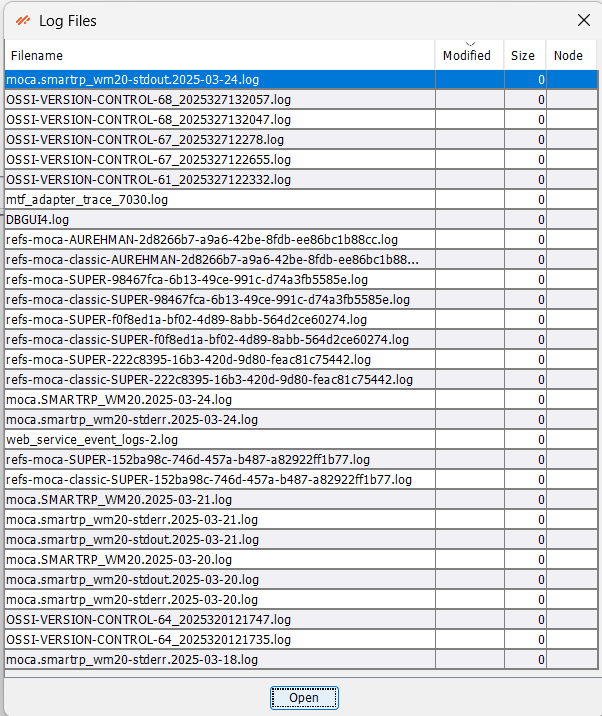 Log Files
Filename Modified Size Node
moca.smartrp_wm20-stdout.2025-03-24.log 0
OSSI-VERSION-CONTROL-68_2025327132057.log 0
OSSI-VERSION-CONTROL-68_2025327132047.log 0
OSSI-VERSION-CONTROL-67_202532712278.log 0
OSSI-VERSION-CONTROL-67_2025327122655.log 0
OSSI-VERSION-CONTROL-61_2025327122332.log 0
mtf_adapter_trace_7030.log 0
DBGUI4.log 0
refs-moca-AUREHMAN-2d8266b7-a9a6-42be-8fdb-ee86bc1b88cc.log 0
refs-moca-classic-AUREHMAN-2d8266b7-a9a6-42be-8fdb-ee86bc1b88... 0
refs-moca-SUPER-98467fca-6b13-49ce-991c-d74a3fb5585e.log 0
refs-moca-classic-SUPER-98467fca-6b13-49ce-991c-d74a3fb5585e.log 0
refs-moca-SUPER-f0f8ed1a-bf02-4d89-8abb-564d2ce60274.log 0
refs-moca-classic-SUPER-f0f8ed1a-bf02-4d89-8abb-564d2ce60274.log 0
refs-moca-SUPER-222c8395-16b3-420d-9d80-feac81c75442.log 0
refs-moca-classic-SUPER-222c8395-16b3-420d-9d80-feac81c75442.log 0
moca.SMARTRP_WM20.2025-03-24.log 0
moca.smartrp_wm20-stderr.2025-03-24.log 0
web_service_event_logs-2.log 0
refs-moca-SUPER-152ba98c-746d-457a-b487-a82922ff1b77.log 0
refs-moca-classic-SUPER-152ba98c-746d-457a-b487-a82922ff1b77.log 0
moca.SMARTRP_WM20.2025-03-21.log 0
moca.smartrp_wm20-stderr.2025-03-21.log 0
moca.smartrp_wm20-stdout.2025-03-21.log 0
moca.SMARTRP_WM20.2025-03-20.log 0
moca.smartrp_wm20-stdout.2025-03-20.log 0
moca.smartrp_wm20-stderr.2025-03-20.log 0
OSSI-VERSION-CONTROL-64_2025320121747.log 0
OSSI-VERSION-CONTROL-64_2025320121735.log 0
moca.smartrp_wm20-stderr.2025-03-18.log 0
Open